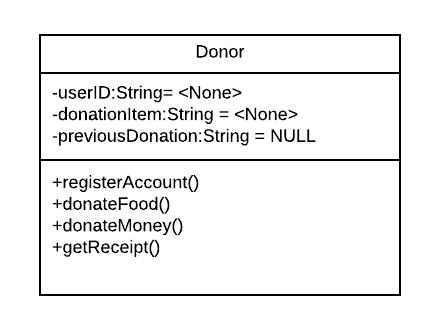 Donor
-userID:String= <None>
-donationItem:String = <None>
-previousDonation:String = NULL
+registerAccount()
+donateFood()
+donateMoney()
+getReceipt()